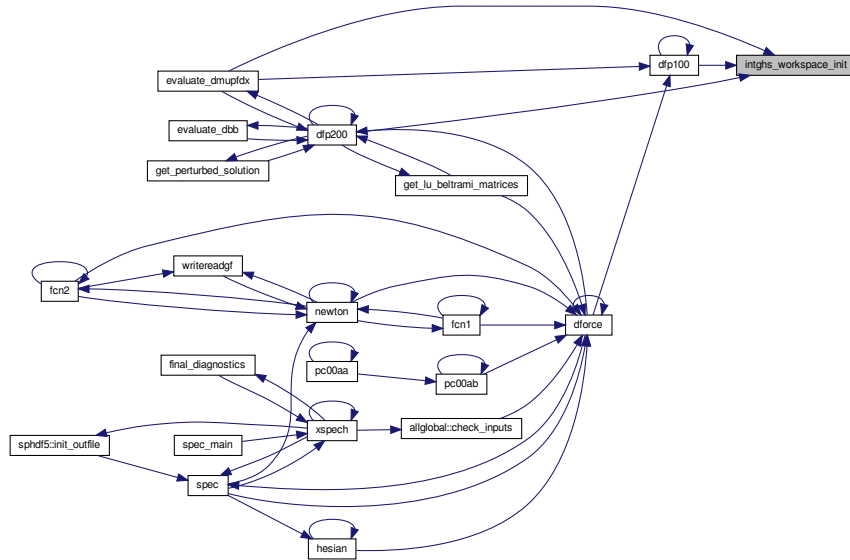 intghs_workspace_init
dfp100
evaluate_dmupfdx
evaluate_dbb
dfp200
get_perturbed_solution
get_lu_beltrami_matrices
writereadgf
fcn2
newton
fcn1
dforce
final_diagnostics
pc00aa
pc00ab
xspech
allglobal::check_inputs
sphdf5::init_outfile
spec_main
spec
hesian